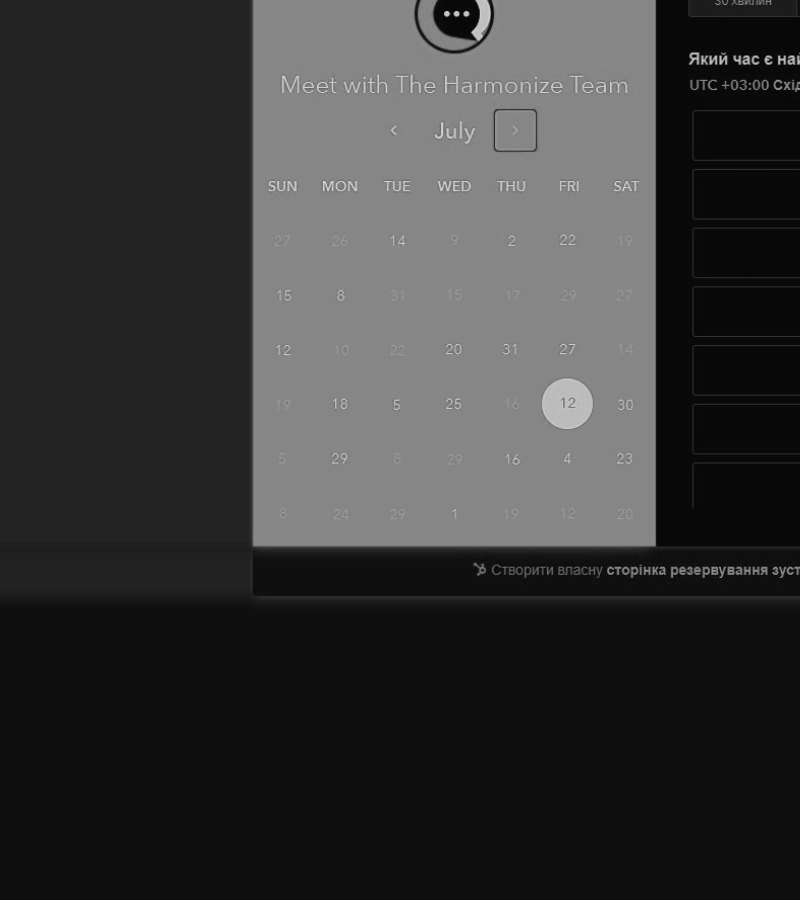 30 хвилин
Meet with The Harmonize Team
Який час є най
July
UTC +03:00 Схід
SUN MON TUE WED THU FRI SAT
27 26 14 9 2 22 19
15 8 31 15 17 29 27
12 10 22 20 31 27 14
19 18 5 25 16 12 30
5 29 8 29 16 4 23
8 24 29 1 19 12 20
Створити власну сторінка резервування зуст